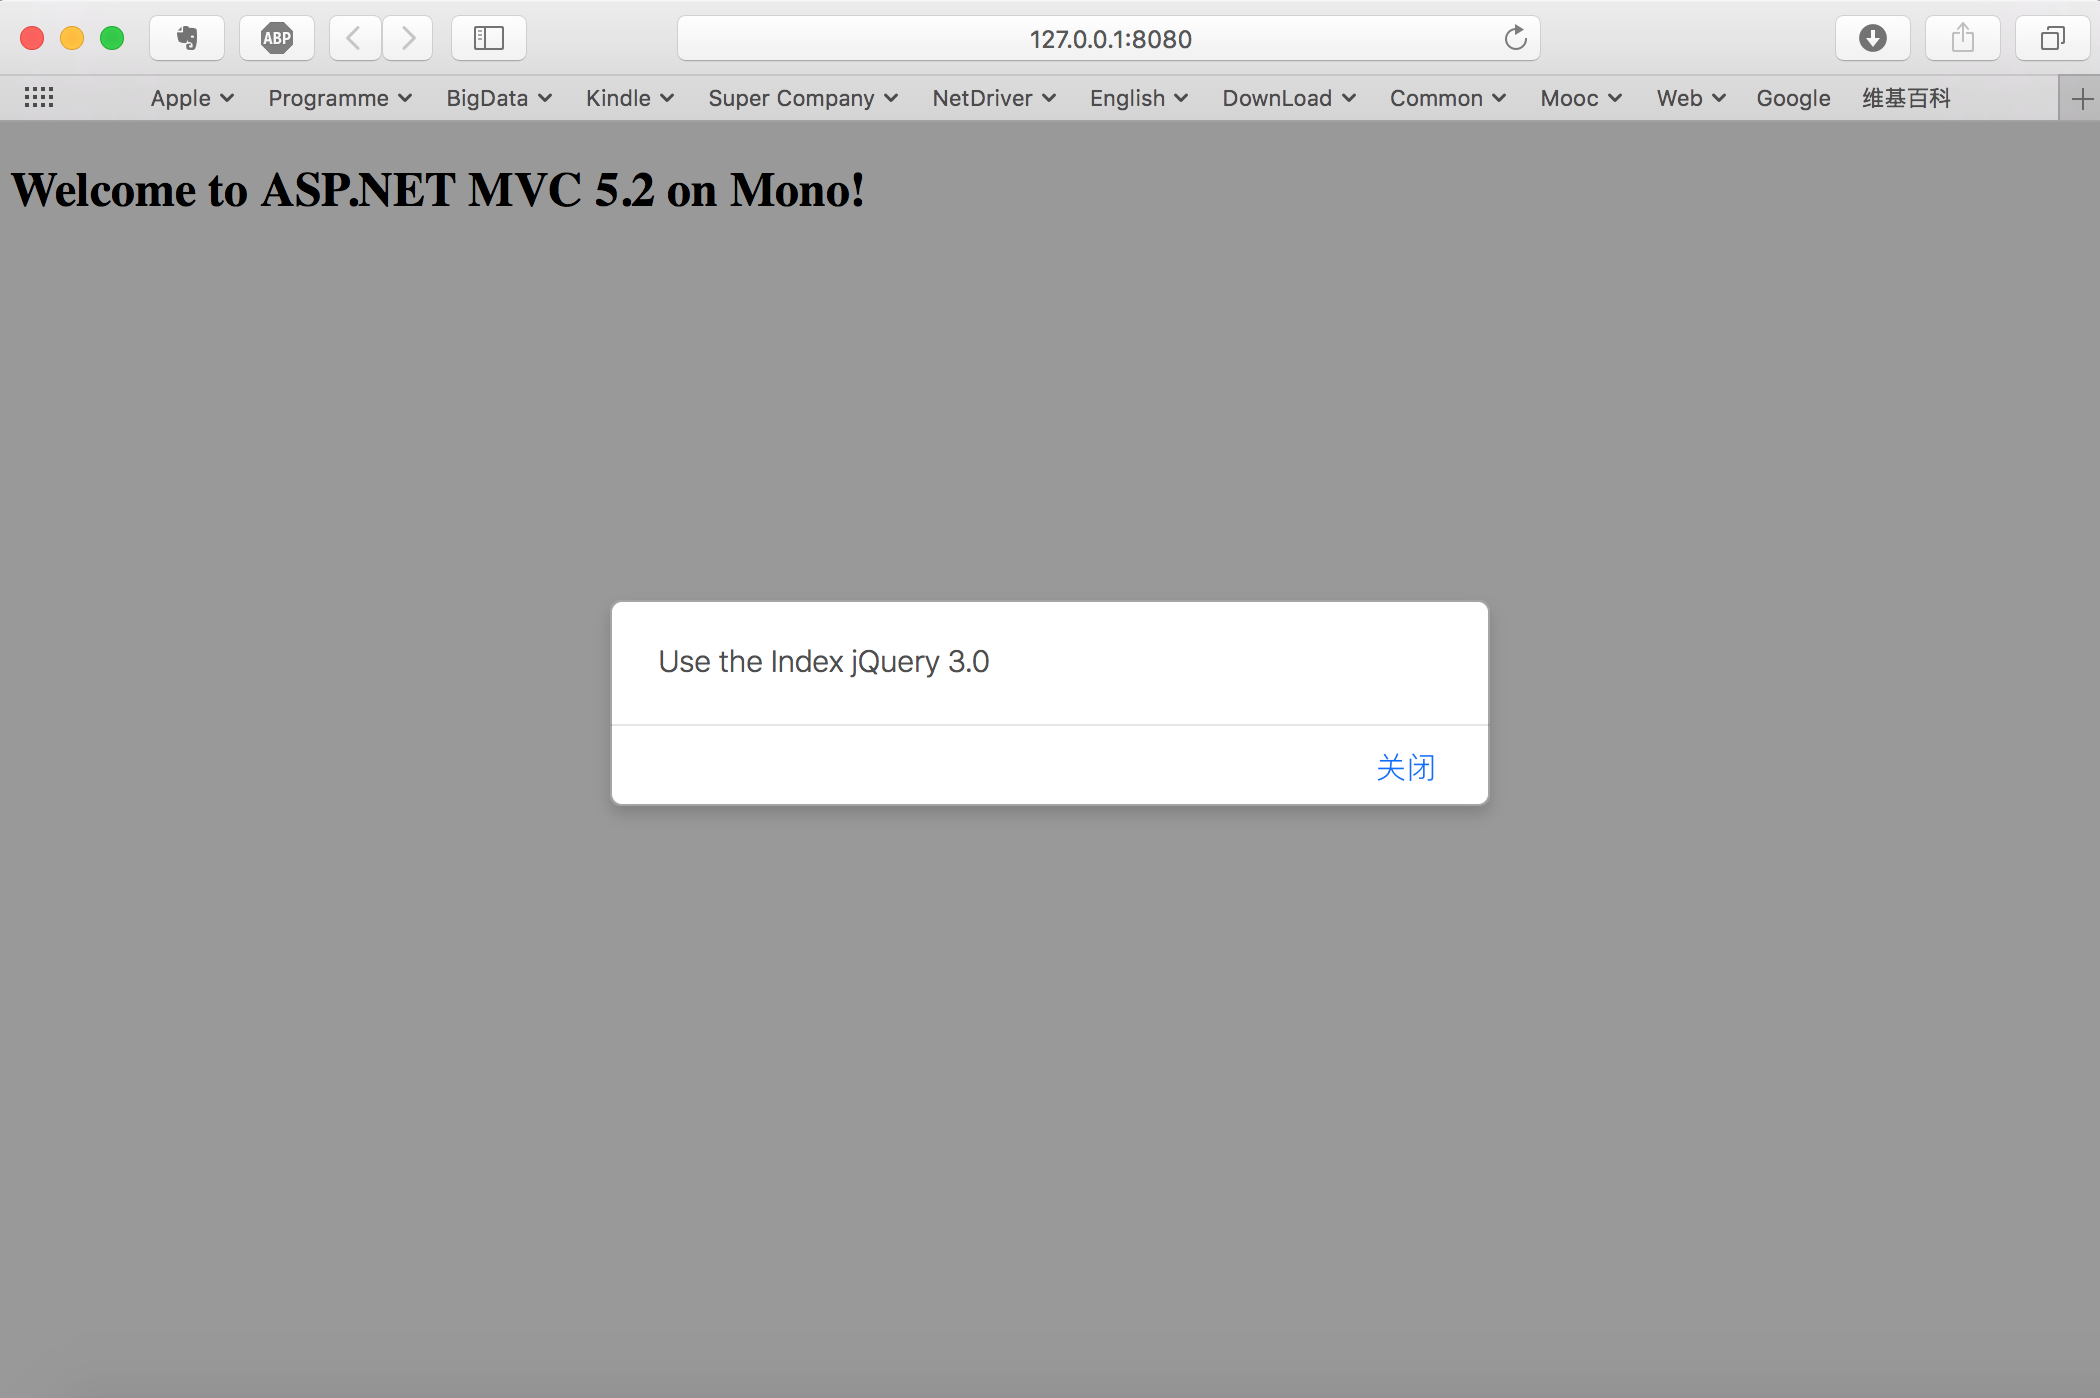 ABP
127.0.0.1:8080
Apple Programme BigData Kindle Super Company NetDriver English DownLoad Common Mooc Web Google 维基百科
Welcome to ASP.NET MVC 5.2 on Mono!
Use the Index jQuery 3.0
关闭